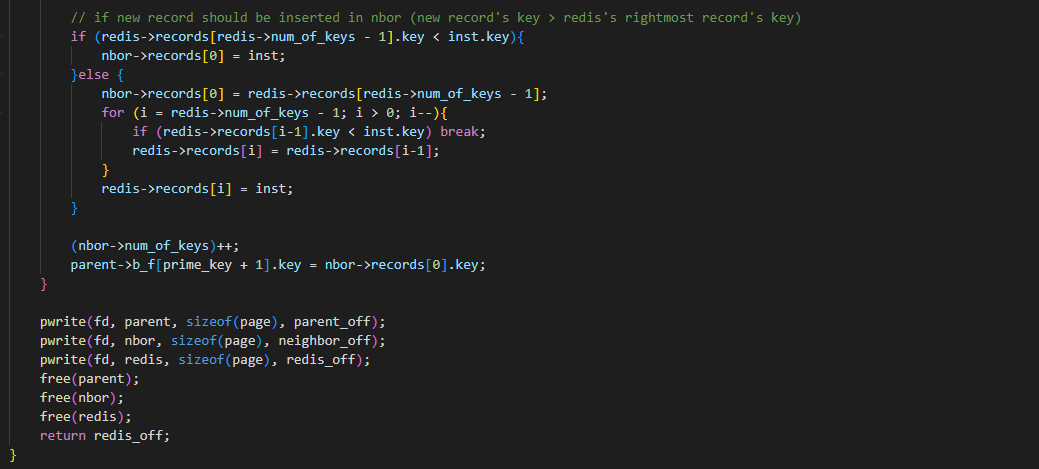 // if new record should be inserted in nbor (new record's key > redis's rightmost record's key)
if (redis->records[redis->num_of_keys - 1].key < inst.key){
nbor->records[0] = inst;
}else {
nbor->records[0] = redis->records[redis->num_of_keys - 1];
for (i = redis->num_of_keys - 1; i > 0; i--){
if (redis->records[i-1].key < inst.key) break;
redis->records[i] = redis->records[i-1];
}
redis->records[i] = inst;
}
(nbor->num_of_keys)++;
parent->b_f[prime_key + 1].key = nbor->records[0].key;
}
pwrite(fd, parent, sizeof(page), parent_off);
pwrite(fd, nbor, sizeof(page), neighbor_off);
pwrite(fd, redis, sizeof(page), redis_off);
free(parent);
free(nbor);
free(redis);
return redis_off;
}